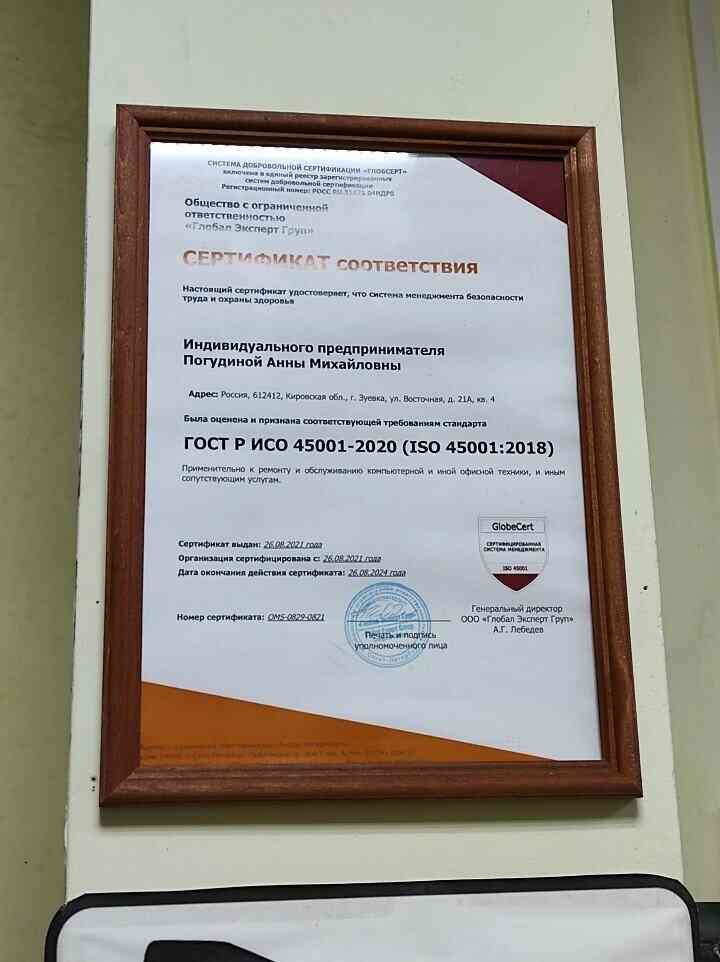 СИСТЕМА ДОБРОВОЛЬНОЙ СЕРТИФИКАЦИИ «ГЛОБСЕРТ»
включена в единый реестр зарегистрированных
систем добровольной сертификации
Регистрационный номер: РОСС RU.
Общество с ограниченной
ответственностью
«Глобал Эксперт Груп»
СЕРТИФИКАТ соответствия
Настоящий сертификат удостоверяет, что система менеджмента безопасности
труда и охраны здоровья
Индивидуального предпринимателя
Погудиной Анны Михайловны
Адрес: Россия, 612412, Кировская обл., г. Зуевка, ул. Восточная, д. 21А, кв. 4
Была оценена и признана соответствующей требованиям стандарта
ГОСТ Р ИСО 45001-2020 (ISO 45001:2018)
Применительно к ремонту и обслуживанию компьютерной и иной офисной техники, и иным
сопутствующим услугам.
GlobeCert
СЕРТИФИЦИРОВАННАЯ
СИСТЕМА МЕНЕДЖМЕНТА
ISO 45001
Сертификат выдан: 26.08.2021 года
Организация сертифицирована с: 26.08.2021 года
Дата окончания действия сертификата: 26.08.2024 года
Номер сертификата: OMS-0829-0821
Печать и подпись
уполномоченного лица
Генеральный директор
ООО «Глобал Эксперт Груп»
А.Г. Лебедев